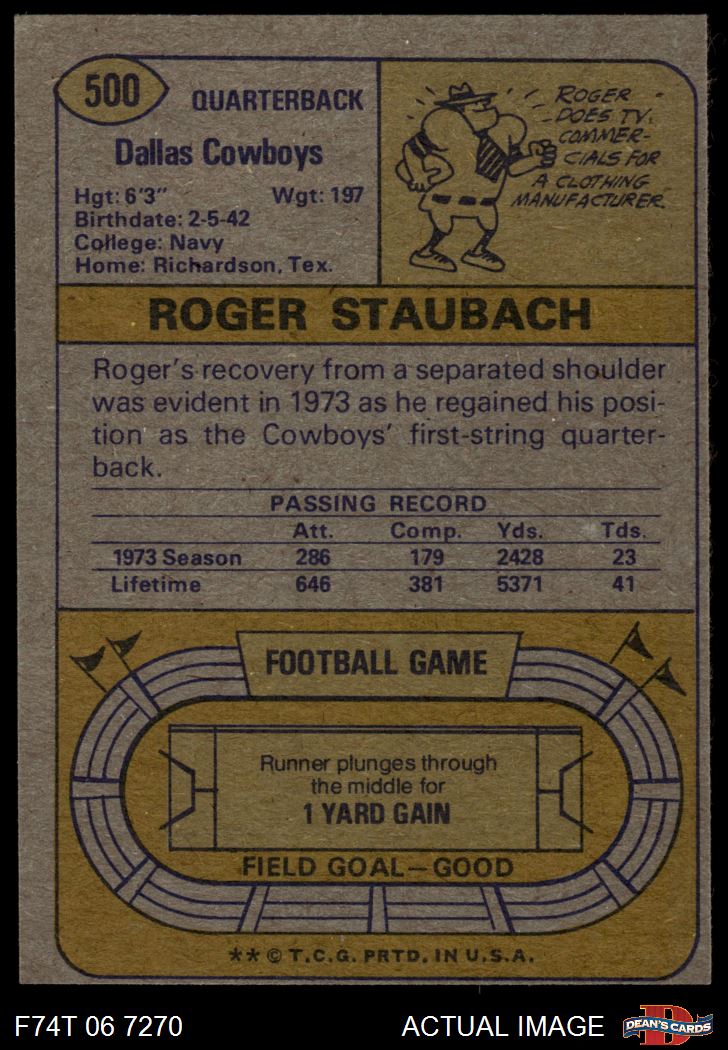 500
QUARTERBACK
Dallas Cowboys
Hgt: 6'3" Wgt: 197
Birthdate: 2-5-42
College: Navy
Home: Richardson, Tex.
ROGER
DOES TV.
COMMER-
CIALS FOR
A CLOTHING
MANUFACTURER.
ROGER STAUBACH
Roger's recovery from a separated shoulder
was evident in 1973 as he regained his posi-
tion as the Cowboys' first-string quarter-
back.
PASSING RECORD
Att. Comp. Yds. Tds.
1973 Season 286 179 2428 23
Lifetime 646 381 5371 41
FOOTBALL GAME
Runner plunges through
the middle for
1 YARD GAIN
FIELD GOAL—GOOD
** © T.C.G. PRTD. IN U.S.A.
F74T 06 7270 ACTUAL IMAGE
D
DEAN'S CARDS